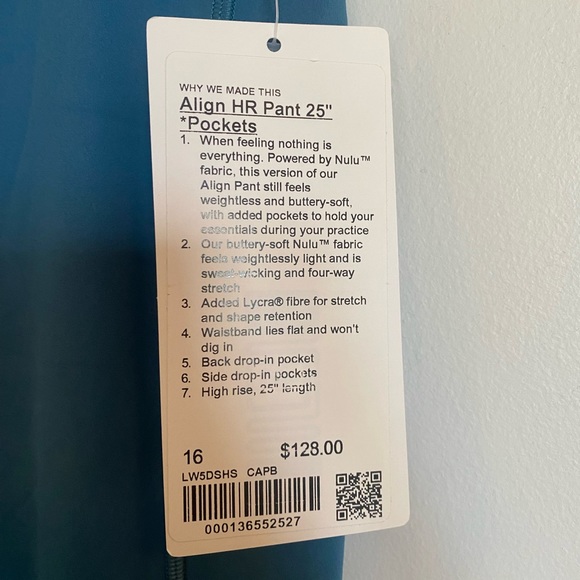 WHY WE MADE THIS
Align HR Pant 25"
*Pockets
1. When feeling nothing is
everything. Powered by Nulu™
fabric, this version of our
Align Pant still feels
weightless and buttery-soft,
with added pockets to hold your
essentials during your practice
2. Our buttery-soft Nulu™ fabric
feels weightlessly light and is
sweat-wicking and four-way
stretch
3. Added Lycra® fibre for stretch
and shape retention
4. Waistband lies flat and won't
dig in
5. Back drop-in pocket
6. Side drop-in pockets
7. High rise, 25" length
16 $128.00
LW5DSHS CAPB
000136552527